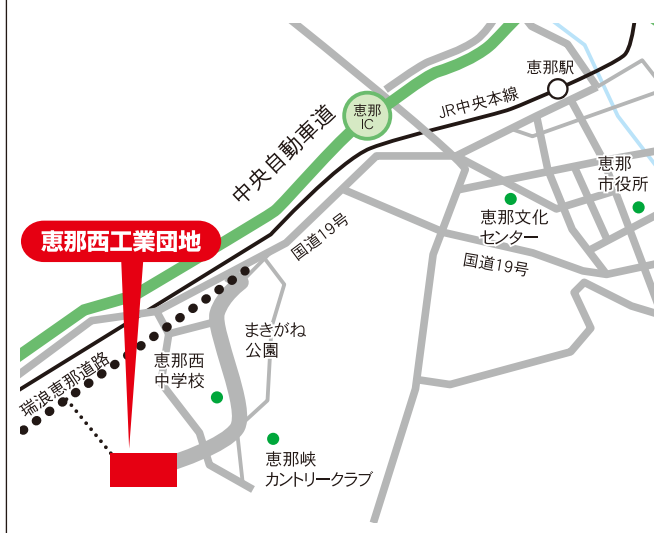 恵那駅
JR中央本線
恵那
IC
中央自動車道
恵那
市役所
恵那文化
センター
恵那西工業団地
国道19号
国道19号
まきがね
公園
恵那西
中学校
瑞浪恵那道路
恵那峡
カントリークラブ